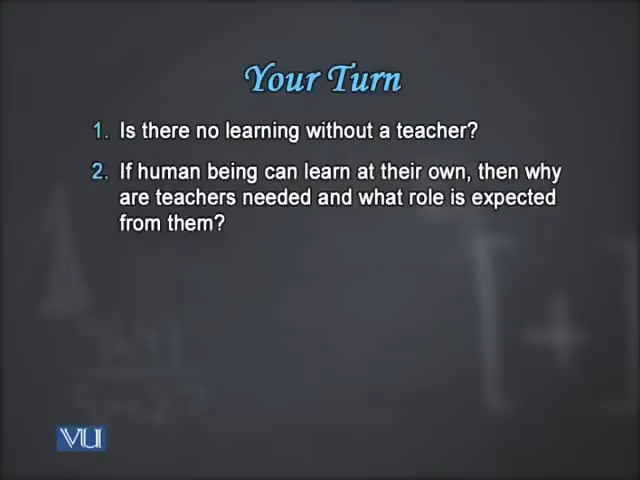 Your Turn
1. Is there no learning without a teacher?
2. If human being can learn at their own, then why
are teachers needed and what role is expected
from them?
VU